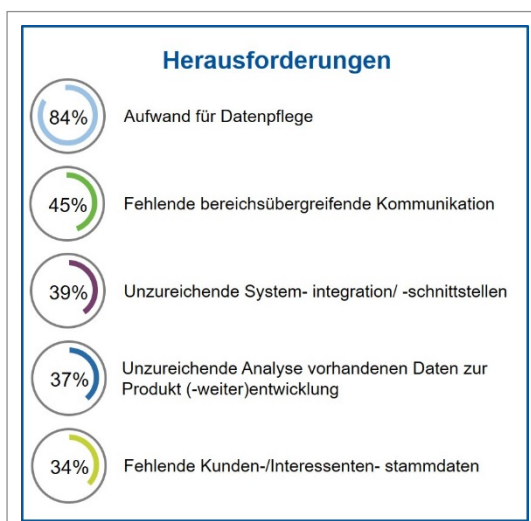 Herausforderungen
84%
Aufwand für Datenpflege
45%
Fehlende bereichsübergreifende Kommunikation
39%
Unzureichende System- integration/ -schnittstellen
37%
Unzureichende Analyse vorhandenen Daten zur
Produkt (-weiter)entwicklung
34%
Fehlende Kunden-/Interessenten- stammdaten